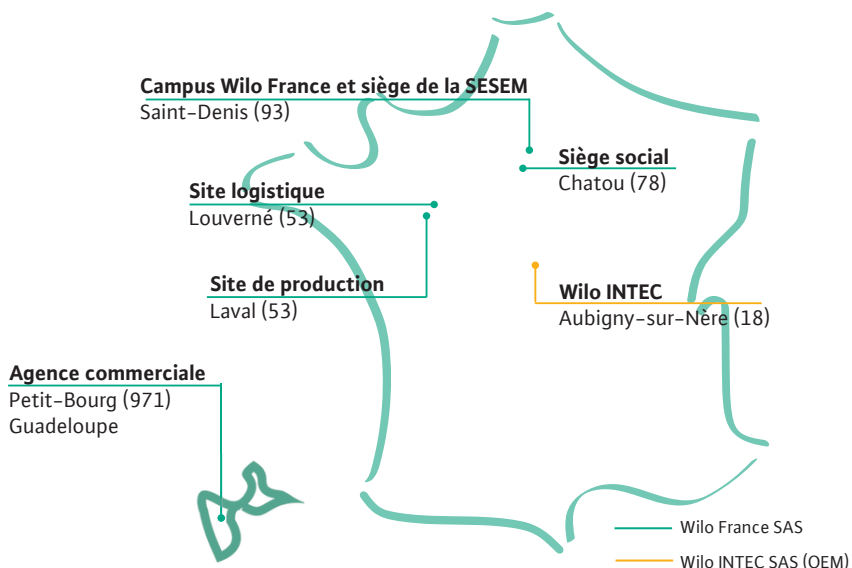 Campus Wilo France et siège de la SESEM
Saint-Denis (93)
Siège social
Chatou (78)
Site logistique
Louverné (53)
Site de production
Laval (53)
Wilo INTEC
Aubigny-sur-Nère (18)
Agence commerciale
Petit-Bourg (971)
Guadeloupe
Wilo France SAS
Wilo INTEC SAS (OEM)